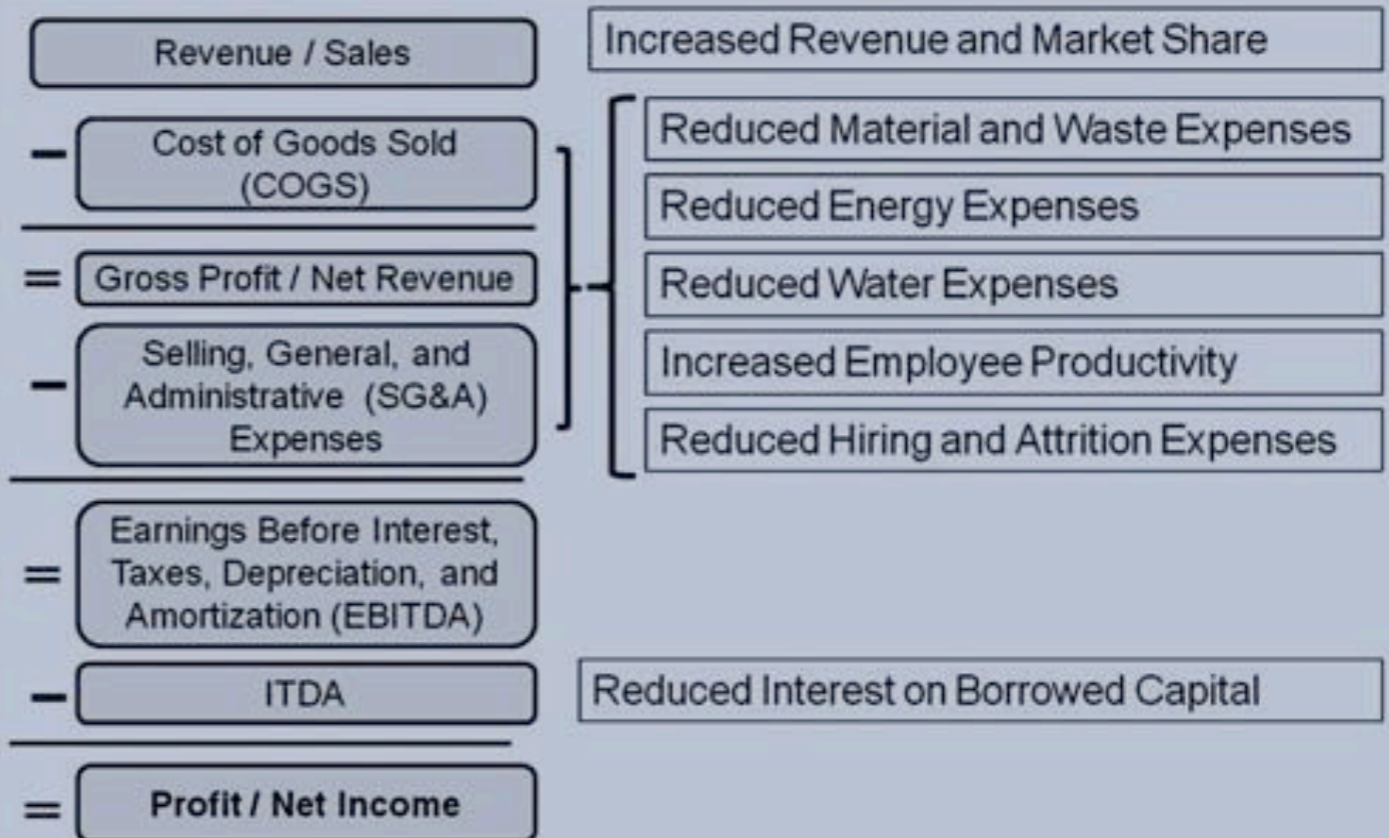 Revenue / Sales
Increased Revenue and Market Share
– Cost of Goods Sold
(COGS)
= Gross Profit / Net Revenue
– Selling, General, and
Administrative (SG&A)
Expenses
Reduced Material and Waste Expenses
Reduced Energy Expenses
Reduced Water Expenses
Increased Employee Productivity
Reduced Hiring and Attrition Expenses
= Earnings Before Interest,
Taxes, Depreciation, and
Amortization (EBITDA)
– ITDA
Reduced Interest on Borrowed Capital
= Profit / Net Income